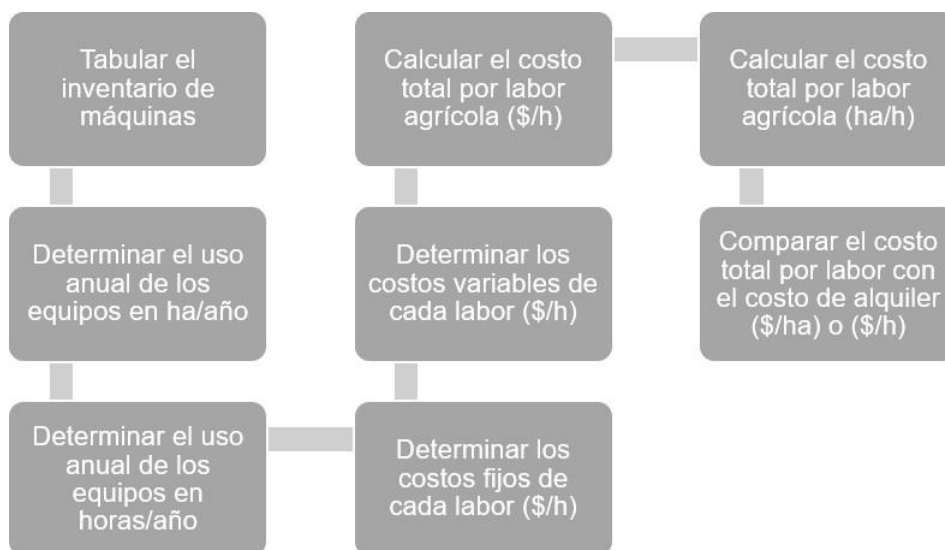 Tabular el
inventario de
máquinas
Determinar el uso
anual de los
equipos en ha/año
Determinar el uso
anual de los
equipos en
horas/año
Determinar los
costos fijos de
cada labor ($/h)
Determinar los
costos variables de
cada labor ($/h)
Calcular el costo
total por labor
agrícola ($/h)
Calcular el costo
total por labor
agrícola (ha/h)
Comparar el costo
total por labor con
el costo de alquiler
($/ha) o ($/h)